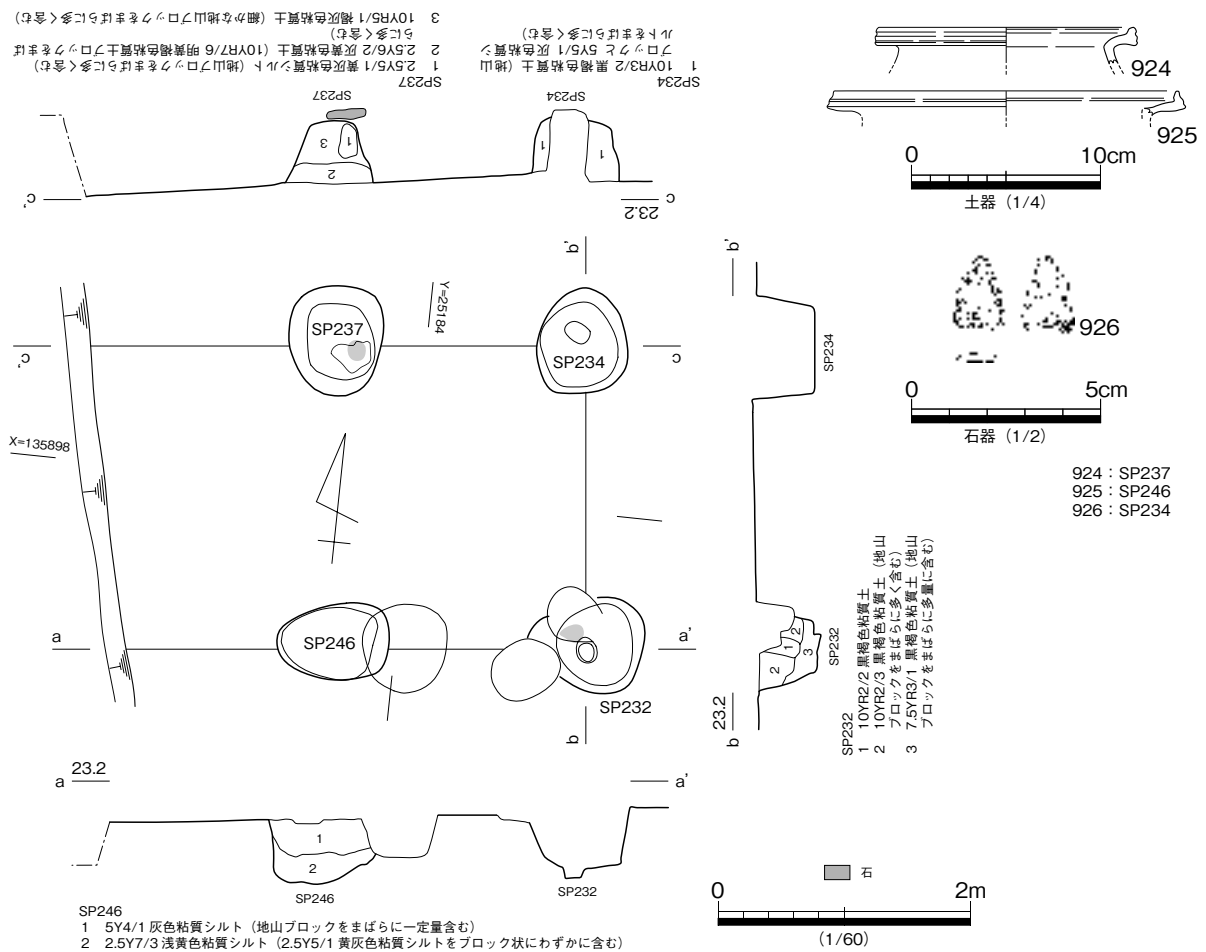 SP237
1 2.5Y5/1 黄灰色粘質シルト（地山ブロックをまばらに多く含む）
2 2.5Y6/2 灰黄色粘質土（10YR7/6 明黄褐色粘質土ブロックをまば
らに多く含む）
3 10YR5/1 褐灰色粘質土（細かな地山ブロックをまばらに多く含む）
SP234
1 10YR3/2 黒褐色粘質土（地山
ブロックと 5Y5/1 灰色粘質シ
ルトをまばらに多く含む）
SP237
SP234
3
1
2
1
1
c'
c
23.2
924
925
0
10cm
土器（1/4）
b'
b'
Y=25184
SP237
SP234
c'
c
SP234
926
0
5cm
石器（1/2）
X=135898
924：SP237
925：SP246
926：SP234
a
SP246
a'
SP232
b
2
1
3
2
SP232
23.2
b
SP232
1 10YR2/2 黒褐色粘質土
2 10YR2/3 黒褐色粘質土（地山
ブロックをまばらに多く含む）
3 7.5YR3/1 黒褐色粘質土（地山
ブロックをまばらに多量に含む）
a
23.2
a'
1
2
SP246
SP232
石
0
2m
（1/60）
SP246
1 5Y4/1 灰色粘質シルト（地山ブロックをまばらに一定量含む）
2 2.5Y7/3 浅黄色粘質シルト（2.5Y5/1 黄灰色粘質シルトをブロック状にわずかに含む）